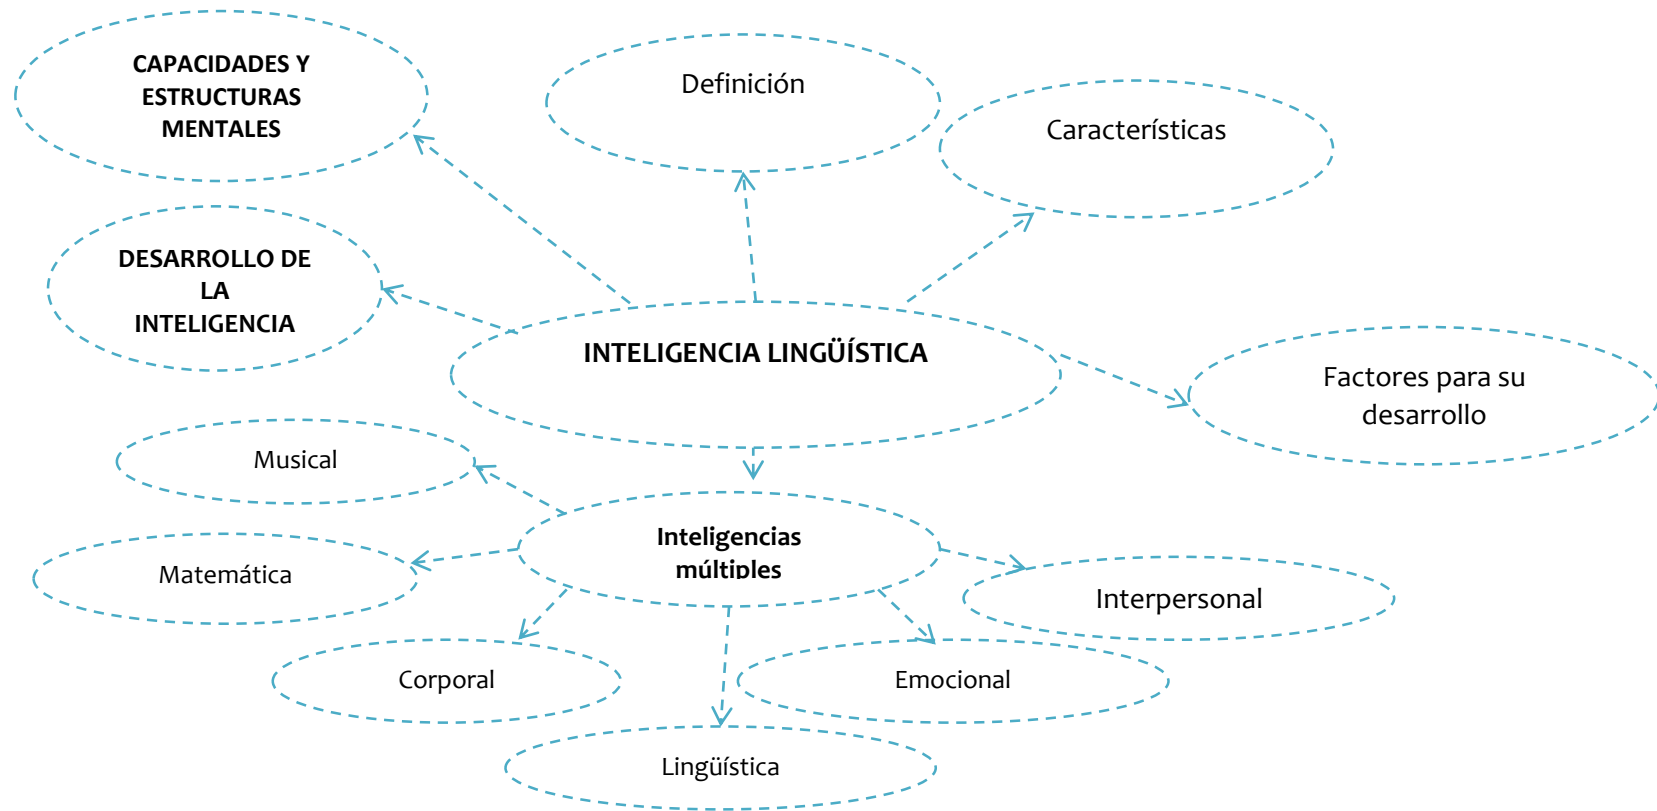 CAPACIDADES Y
ESTRUCTURAS
MENTALES
Definición
Características
DESARROLLO DE
LA
INTELIGENCIA
INTELIGENCIA LINGÜÍSTICA
Factores para su
desarrollo
Musical
Inteligencias
múltiples
Matemática
Interpersonal
Corporal
Emocional
Lingüística